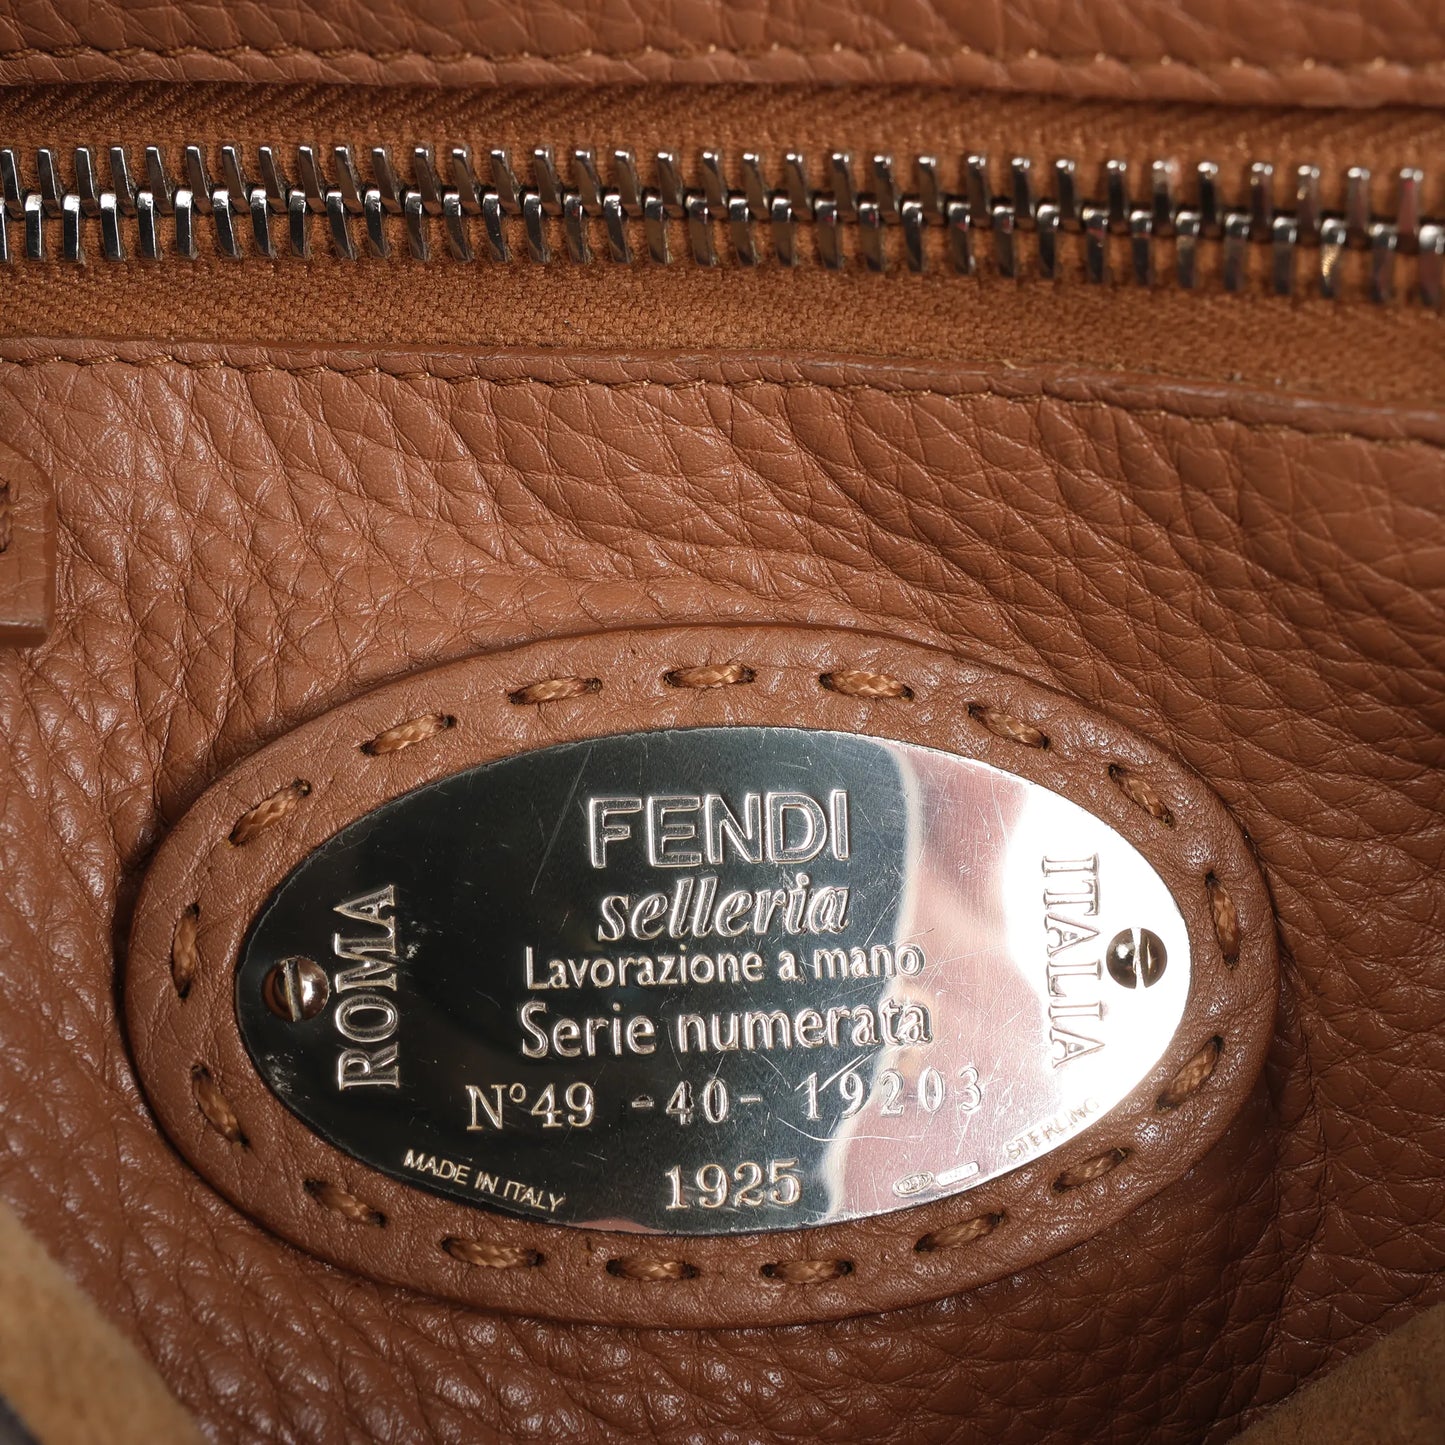 FENDI
selleria
Lavorazione a mano
Serie numerata
N°49 -40- 19203
1925
ROMA
ITALIA
MADE IN ITALY
STERLING